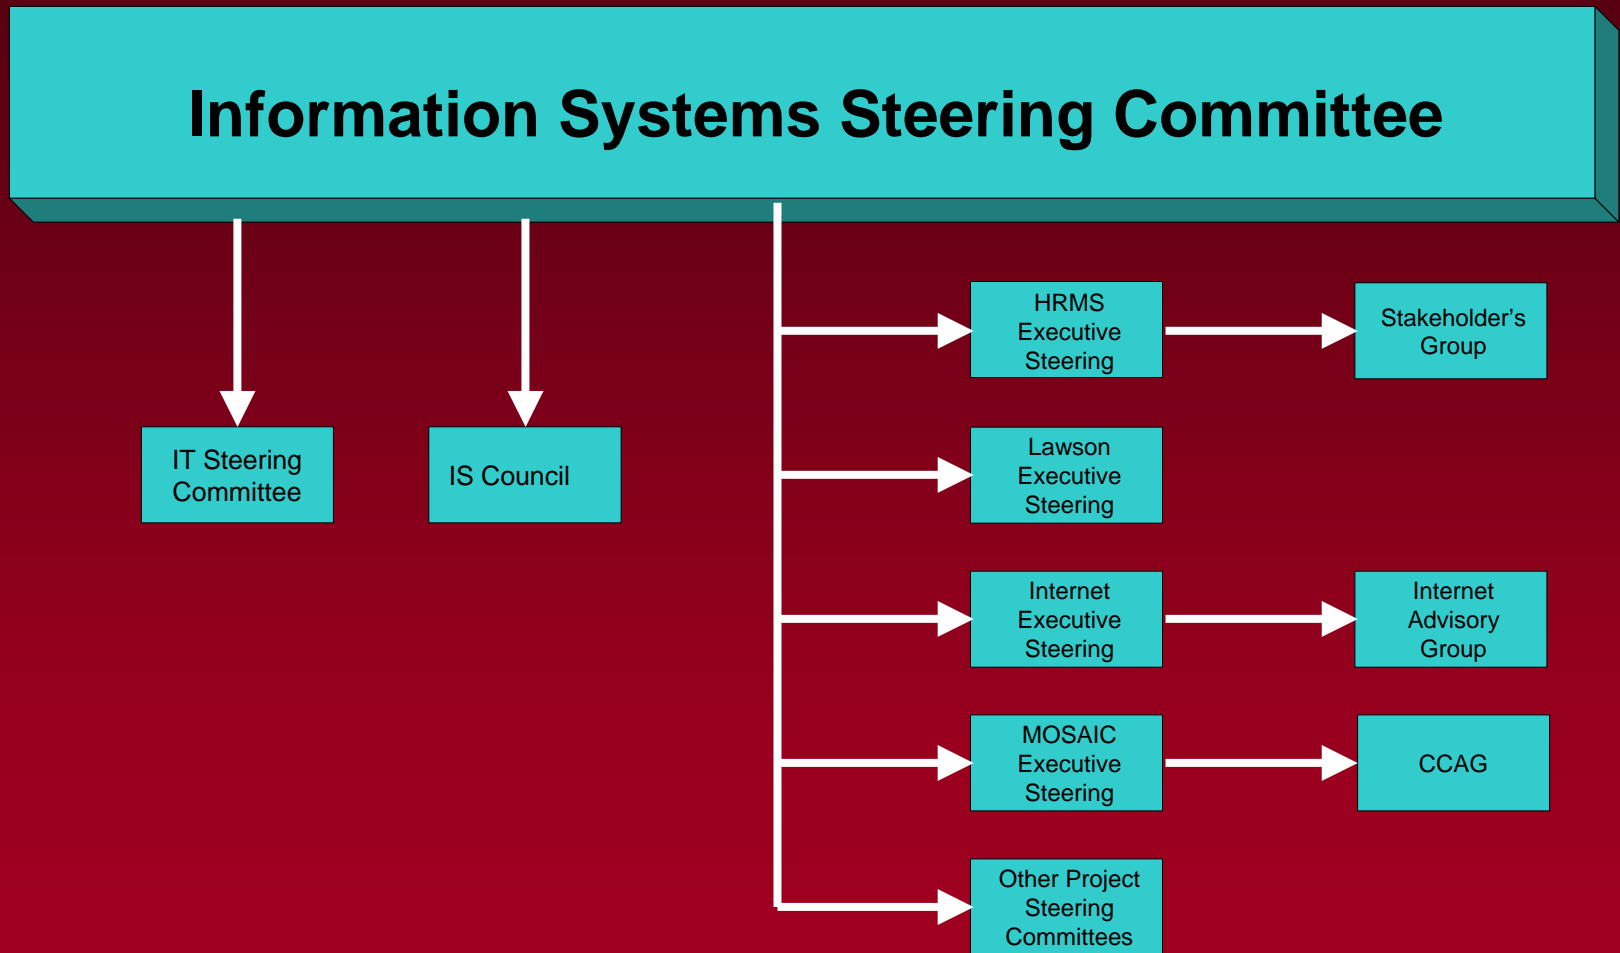 Information Systems Steering Committee
IT Steering
Committee
IS Council
HRMS
Executive
Steering
Stakeholder's
Group
Lawson
Executive
Steering
Internet
Executive
Steering
Internet
Advisory
Group
MOSAIC
Executive
Steering
CCAG
Other Project
Steering
Committees